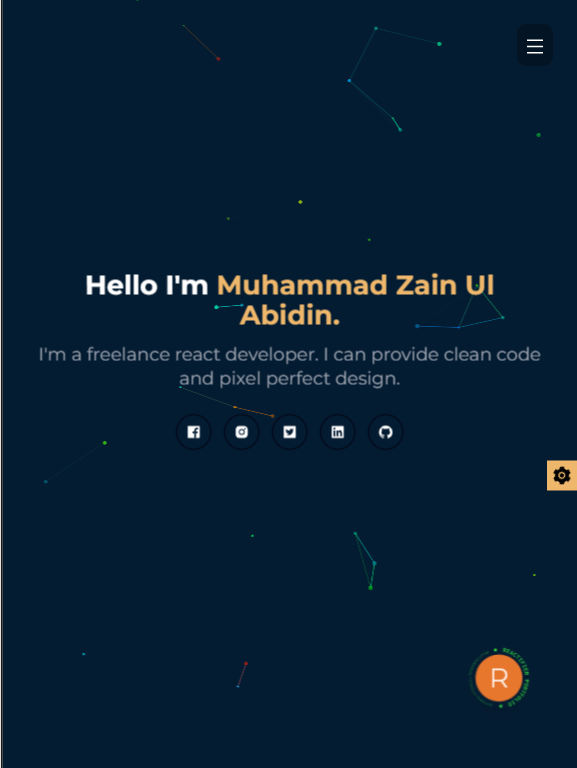 Hello I'm Muhammad Zain Ul
Abidin.
I'm a freelance react developer. I can provide clean code
and pixel perfect design.
R